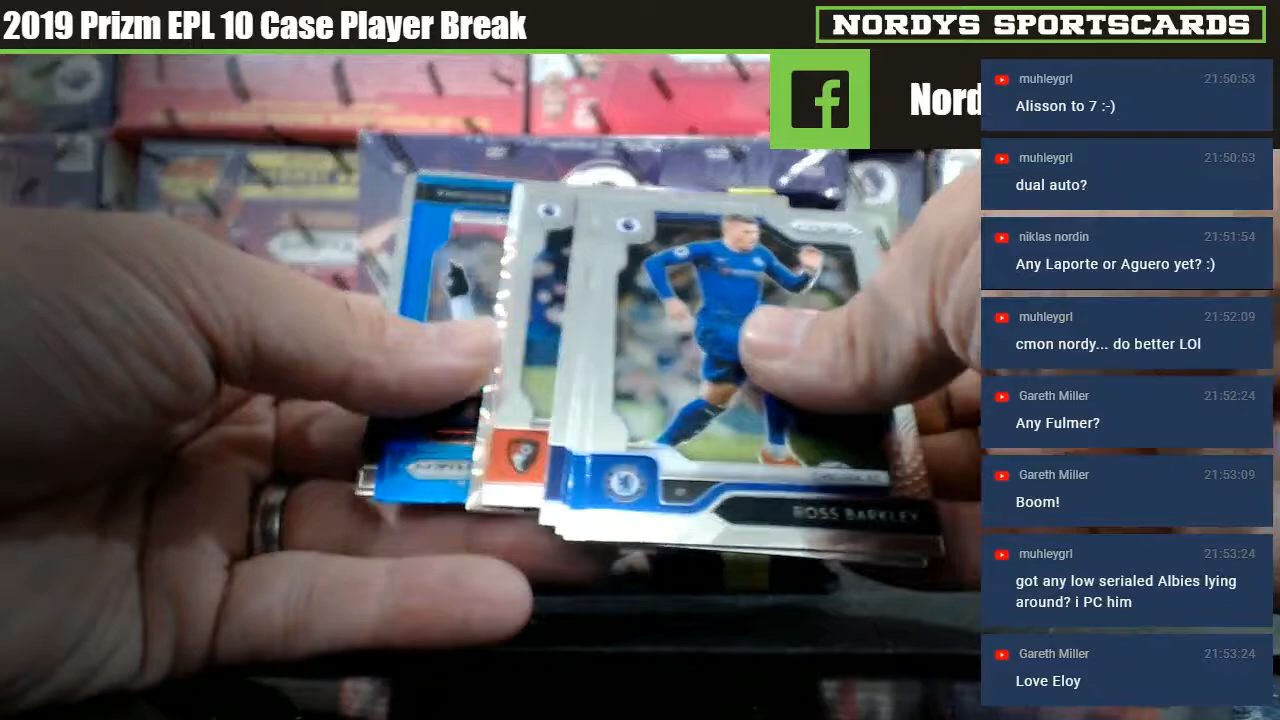 2019 Prizm EPL 10 Case Player Break
NORDYS SPORTSCARDS
Nord
muhleygrl 21:50:53
Alisson to 7 :-)
muhleygrl 21:50:53
dual auto?
niklas nordin 21:51:54
Any Laporte or Aguero yet? :)
muhleygrl 21:52:09
cmon nordy... do better LOl
Gareth Miller 21:52:24
Any Fulmer?
Gareth Miller 21:53:09
Boom!
muhleygrl 21:53:24
got any low serialed Albies lying
around? i PC him
Gareth Miller 21:53:24
Love Eloy
ROSS BARKLEY